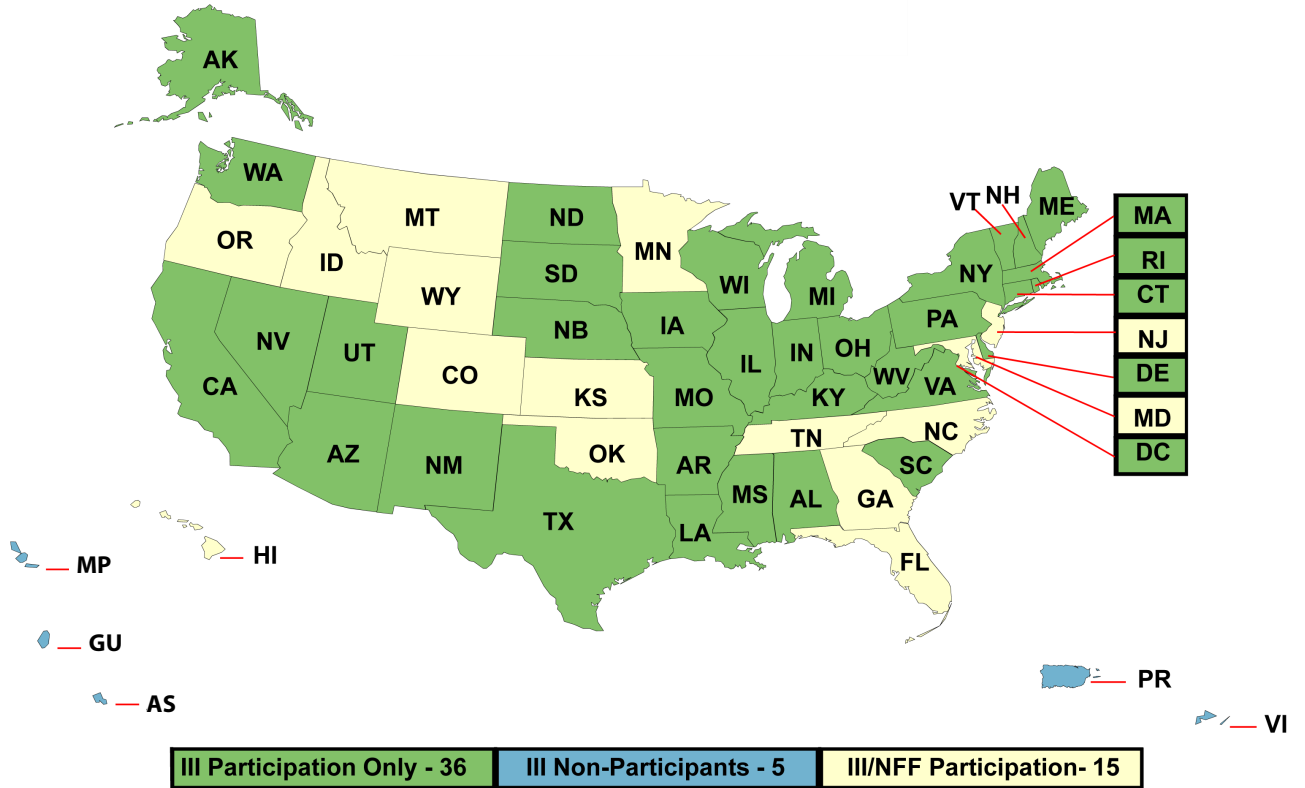 AK
WA
MT
ND
MN
OR
ID
SD
WI
WY
MI
VT
NH
ME
NY
MA
RI
CT
NJ
DE
MD
DC
NB
IA
PA
NV
UT
CO
IL
IN
OH
CA
KS
MO
KY
WV
VA
AZ
NM
OK
AR
TN
NC
SC
TX
LA
MS
AL
GA
FL
MP
HI
GU
AS
PR
VI
III Participation Only - 36
III Non-Participants - 5
III/NFF Participation- 15